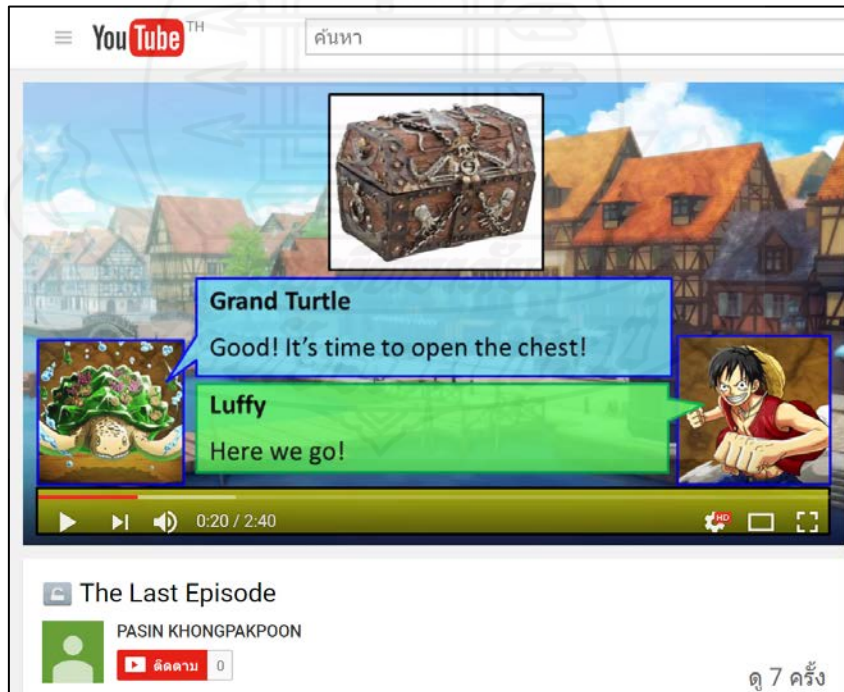 YouTube TH
ค้นหา
Grand Turtle
Good! It's time to open the chest!
Luffy
Here we go!
0:20 / 2:40
HD
The Last Episode
PASIN KHONGPAKPOON
ติดตาม 0
ดู 7 ครั้ง